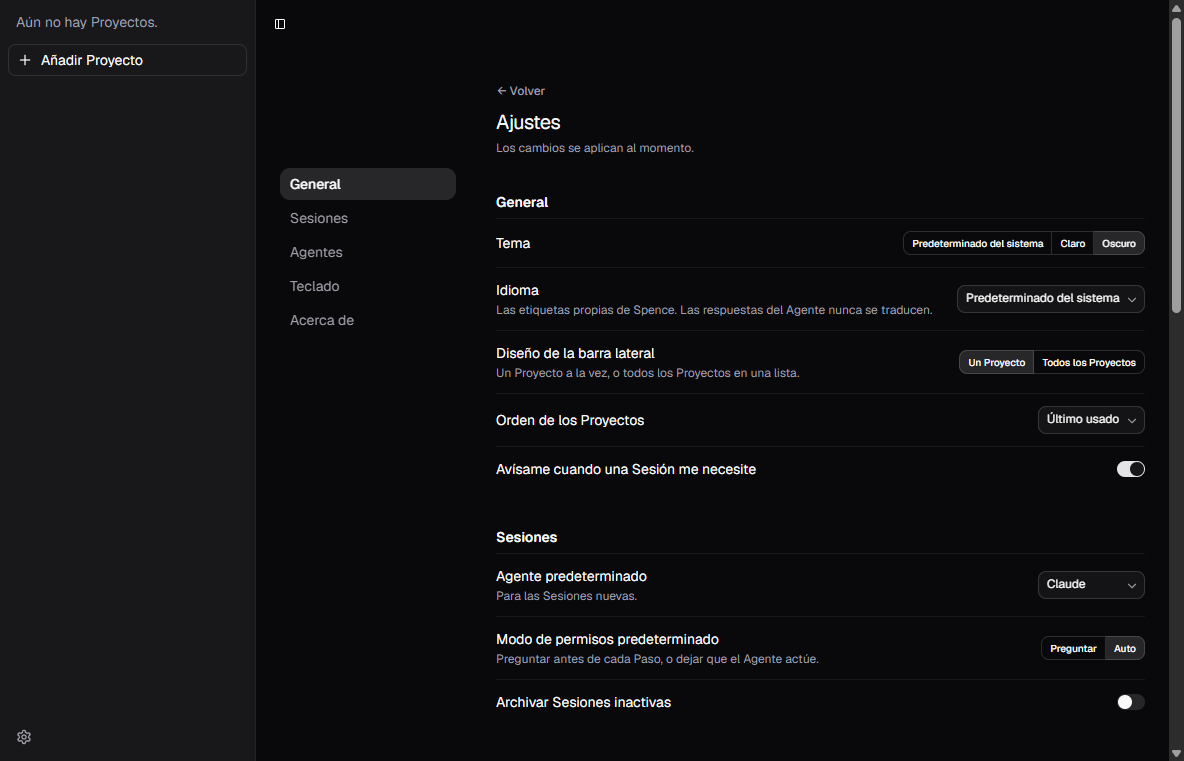 Aún no hay Proyectos.
Añadir Proyecto
← Volver
Ajustes
Los cambios se aplican al momento.
General
Sesiones
Agentes
Teclado
Acerca de
General
Tema
Predeterminado del sistema
Claro
Oscuro
Idioma
Las etiquetas propias de Spence. Las respuestas del Agente nunca se traducen.
Predeterminado del sistema
Diseño de la barra lateral
Un Proyecto a la vez, o todos los Proyectos en una lista.
Un Proyecto
Todos los Proyectos
Orden de los Proyectos
Último usado
Avísame cuando una Sesión me necesite
Sesiones
Agente predeterminado
Para las Sesiones nuevas.
Claude
Modo de permisos predeterminado
Preguntar antes de cada Paso, o dejar que el Agente actúe.
Preguntar
Auto
Archivar Sesiones inactivas